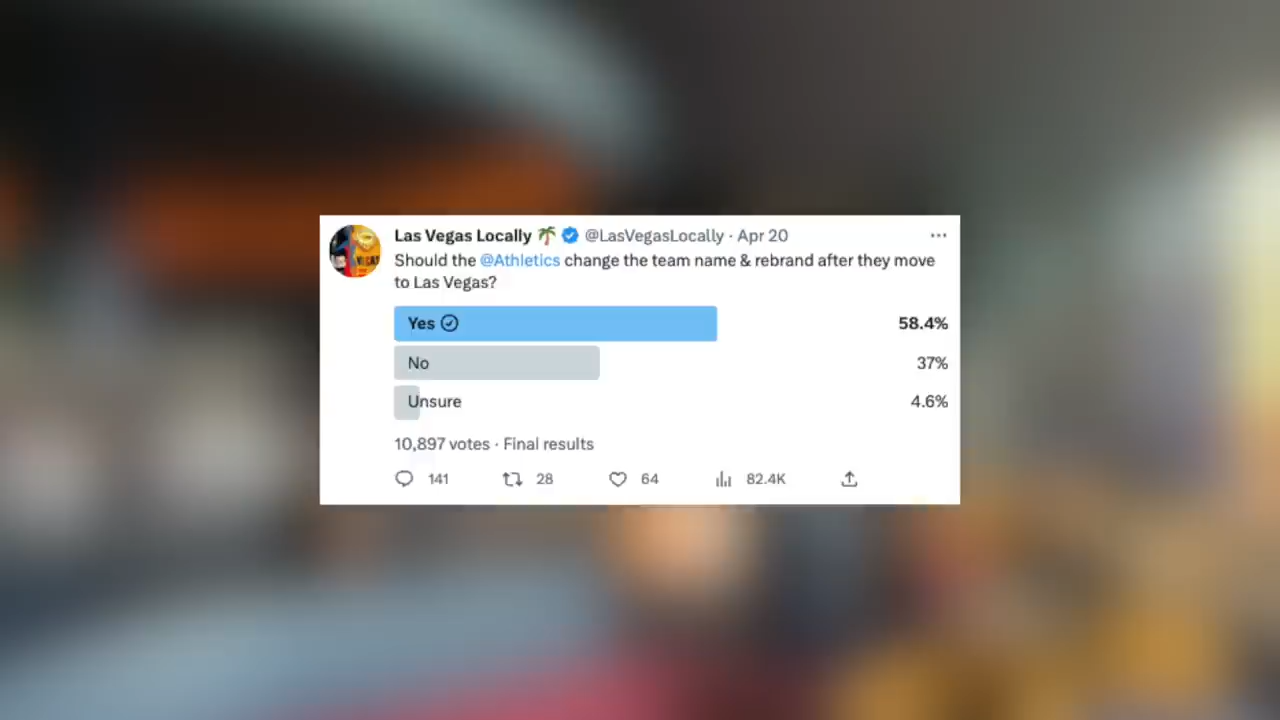 Las Vegas Locally 🌴 @LasVegasLocally · Apr 20
Should the @Athletics change the team name & rebrand after they move
to Las Vegas?
Yes 58.4%
No 37%
Unsure 4.6%
10,897 votes · Final results
141 28 64 82.4K